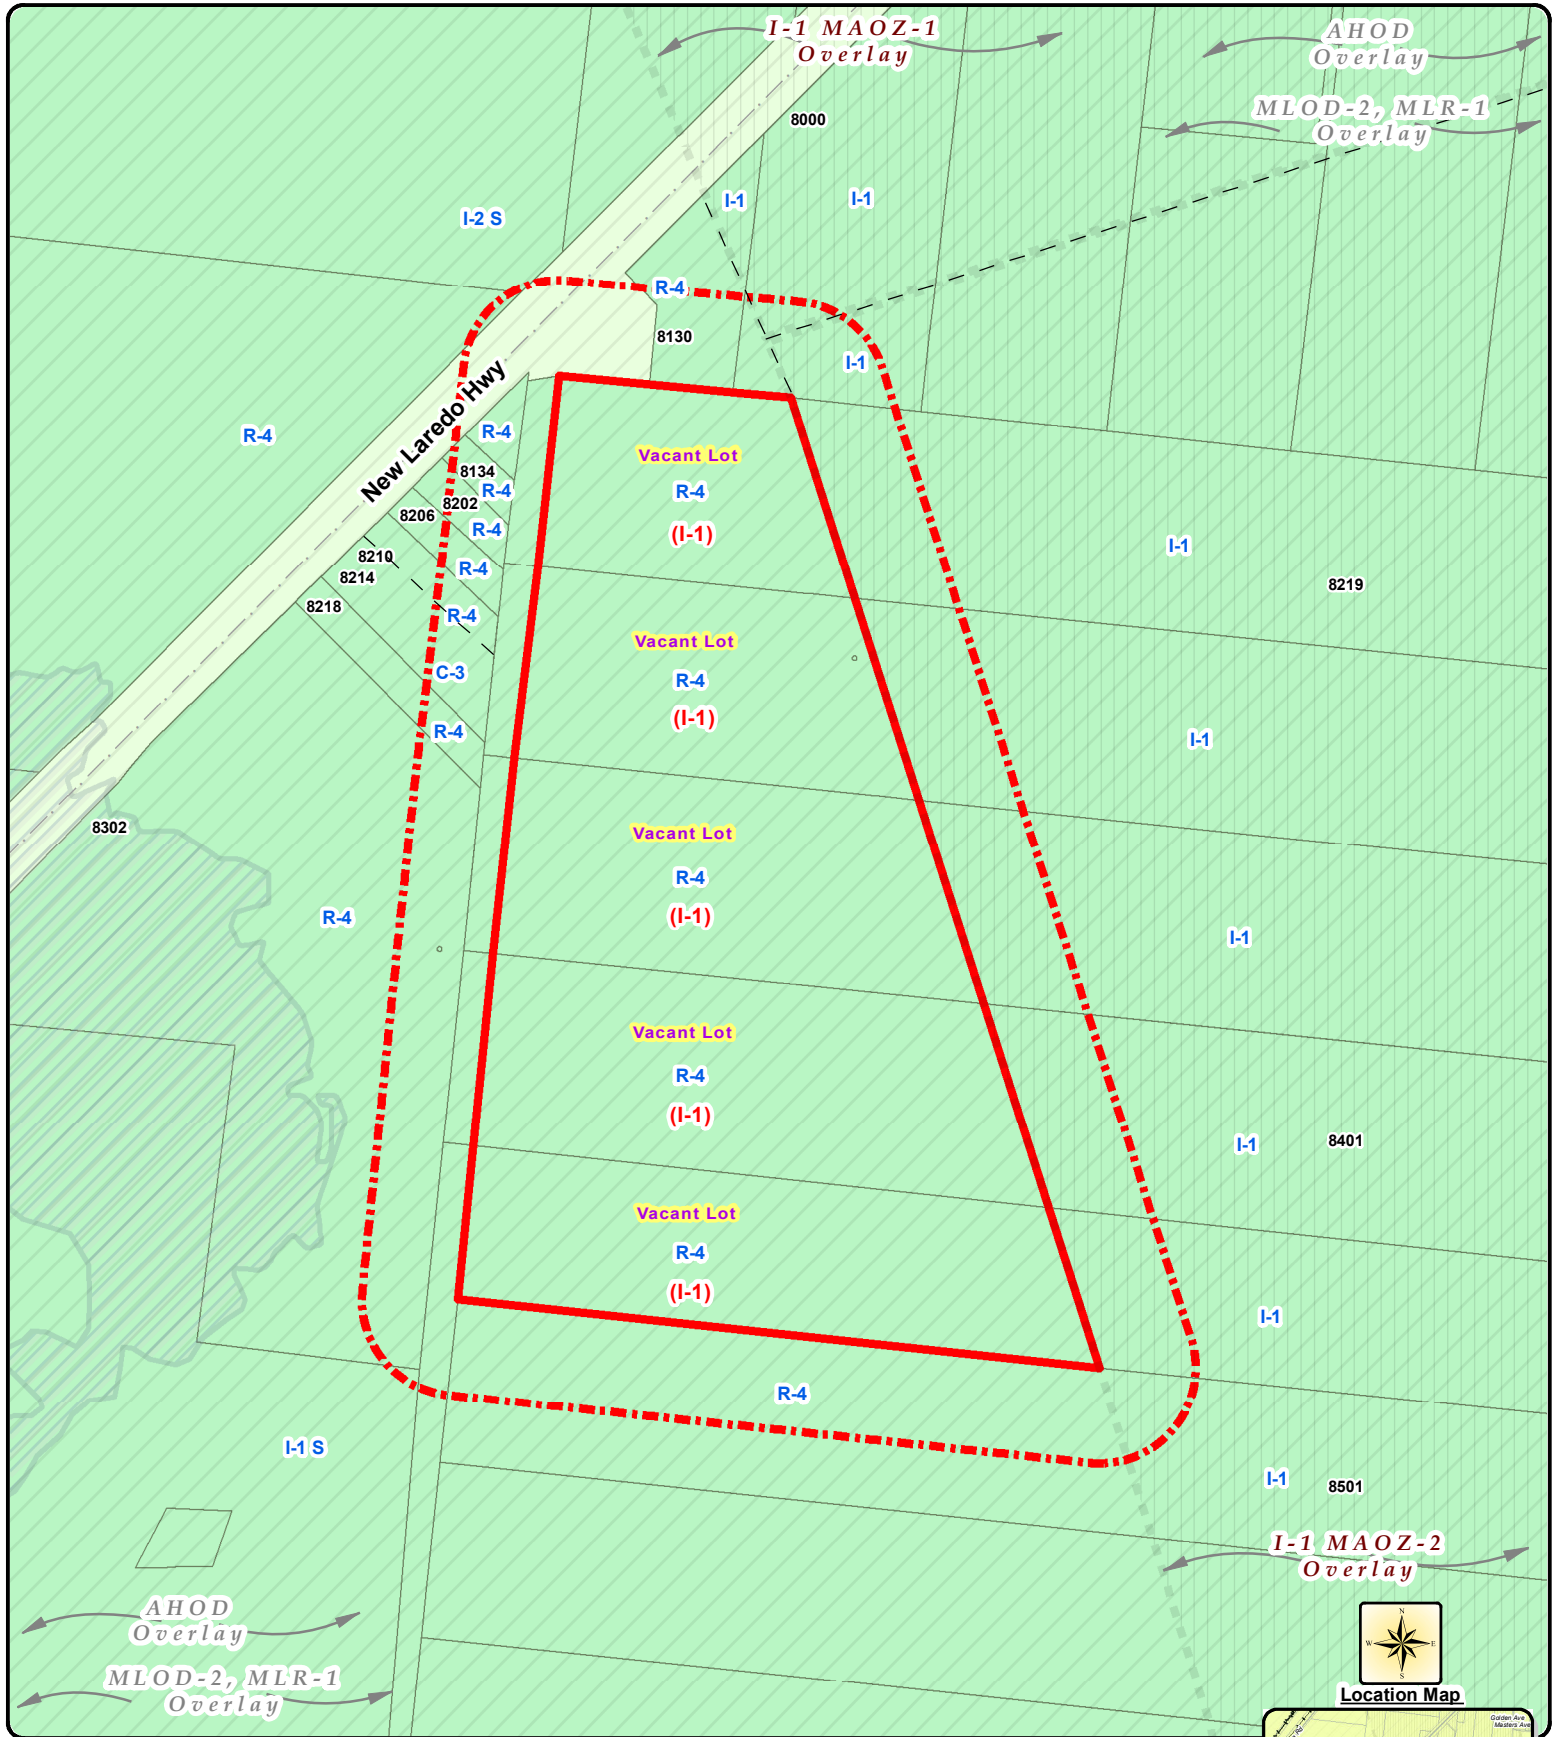 I-1 MAOZ-1
Overlay
AHOD
Overlay
MLOD-2, MLR-1
Overlay
8000
I-1
I-1
I-2 S
R-4
8130
I-1
New Laredo Hwy
R-4
R-4
8134
R-4
8202
8206
R-4
8210
R-4
8214
8218
R-4
C-3
R-4
Vacant Lot
R-4
(I-1)
I-1
8219
Vacant Lot
R-4
(I-1)
I-1
8302
Vacant Lot
R-4
(I-1)
R-4
I-1
Vacant Lot
R-4
(I-1)
I-1
8401
Vacant Lot
R-4
(I-1)
I-1
R-4
I-1 S
I-1
8501
I-1 MAOZ-2
Overlay
AHOD
Overlay
MLOD-2, MLR-1
Overlay
N
W
E
S
Location Map
Golden Ave
Masters Ave